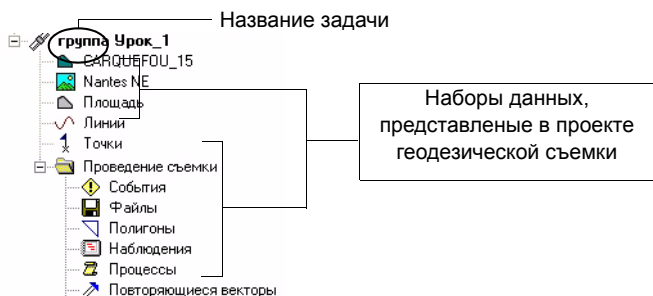 Название задачи
группа Урок_1
CARQUEFOU_15
Nantes NE
Площадь
Линии
Точки
Проведение съемки
События
Файлы
Полигоны
Наблюдения
Процессы
Повторяющиеся векторы
Наборы данных,
представленые в проекте
геодезической съемки